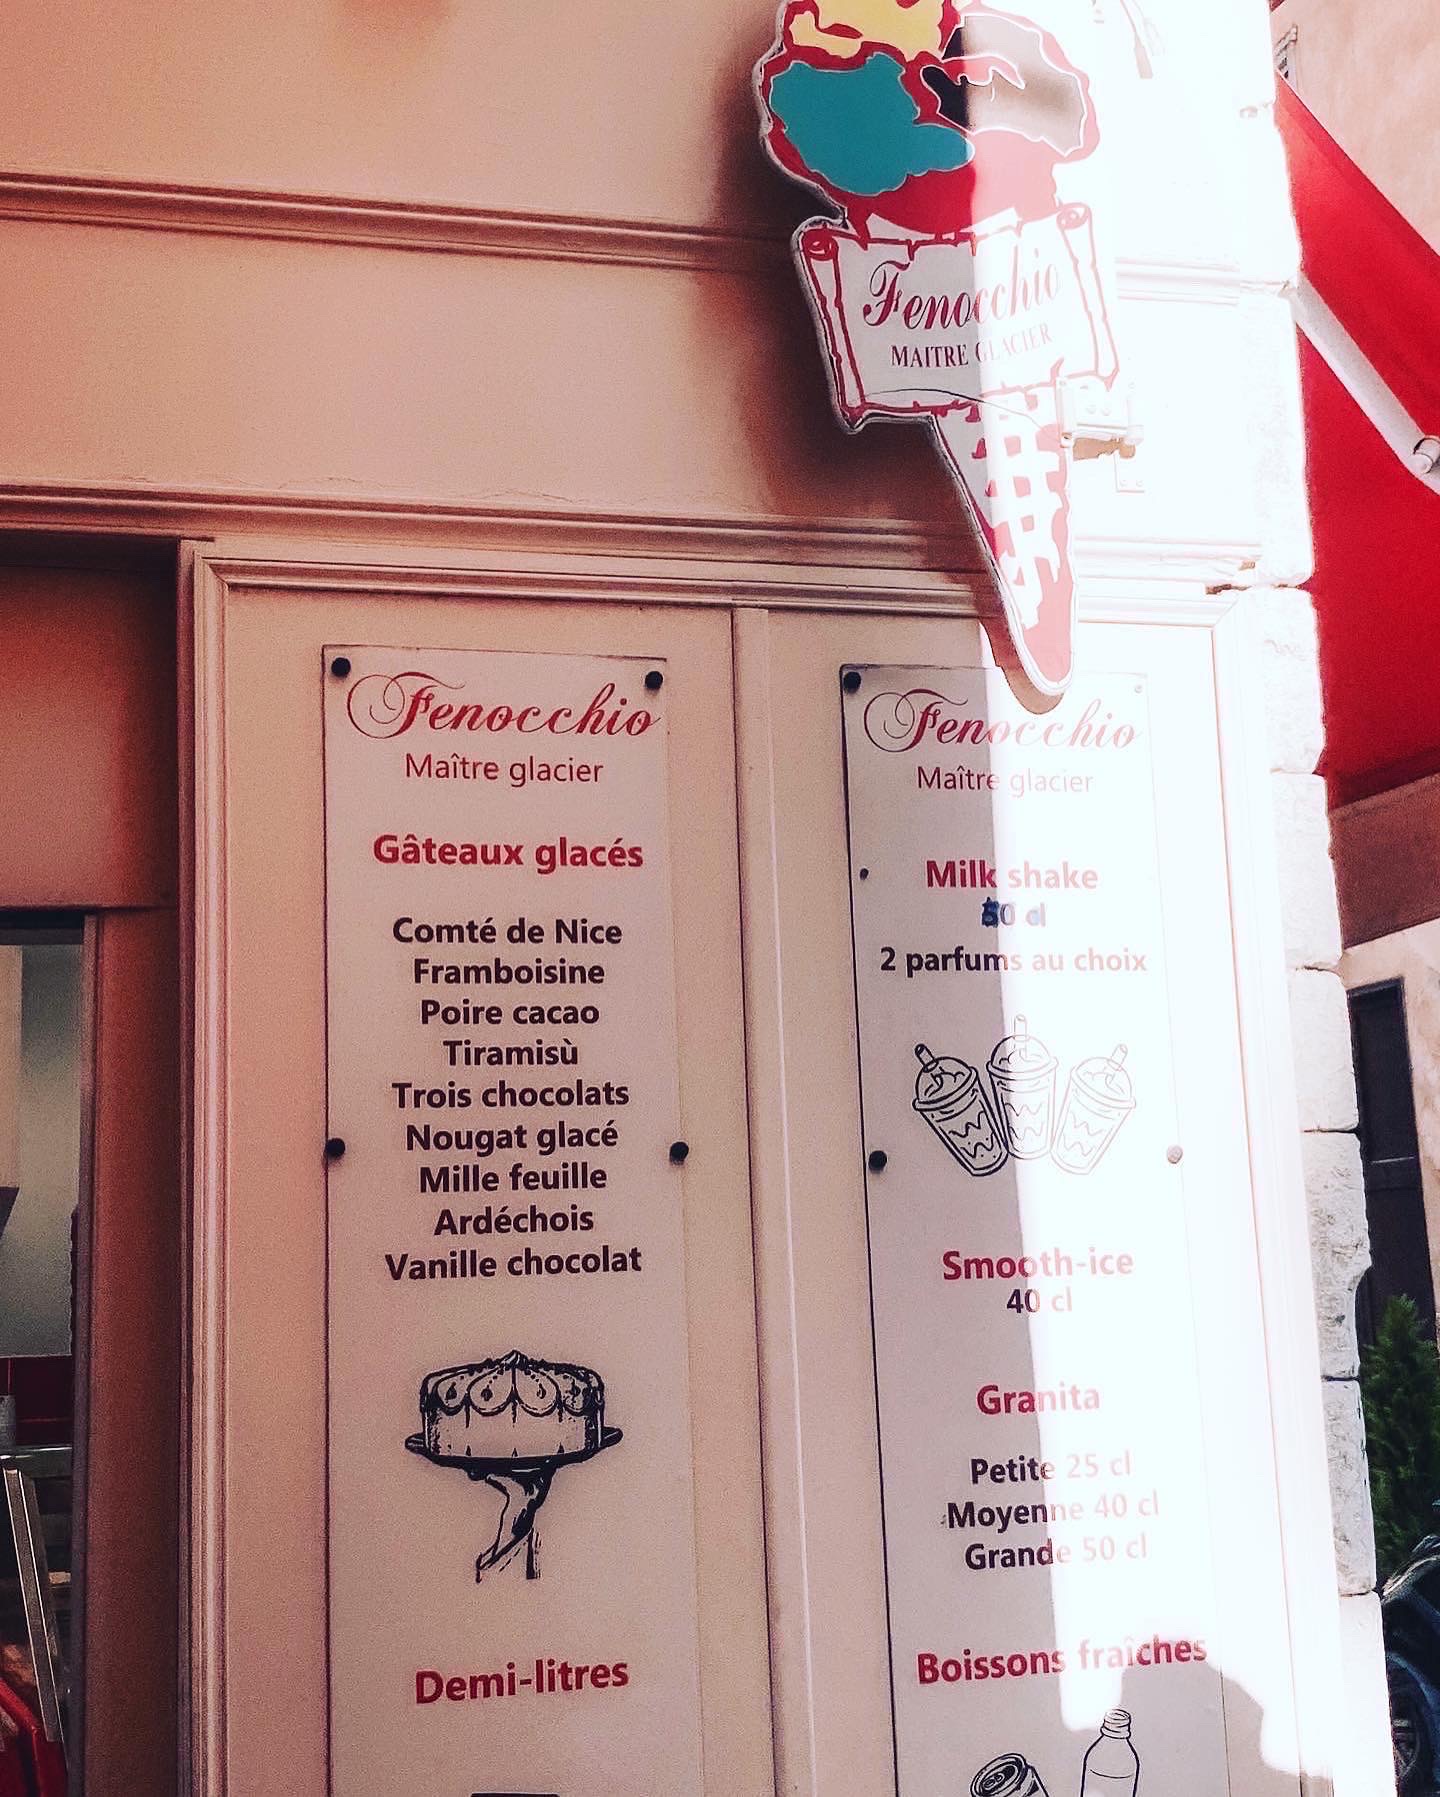 Fenocchio
MAITRE GLACIER
Fenocchio
Maître glacier
Gâteaux glacés
Comté de Nice
Framboisine
Poire cacao
Tiramisù
Trois chocolats
Nougat glacé
Mille feuille
Ardéchois
Vanille chocolat
Demi-litres
Fenocchio
Maître glacier
Milk shake
cl
2 parfums au choix
Smooth-ice
40 cl
Granita
Petite 25 cl
Moyenne 40 cl
Grande 50 cl
Boissons fraîches